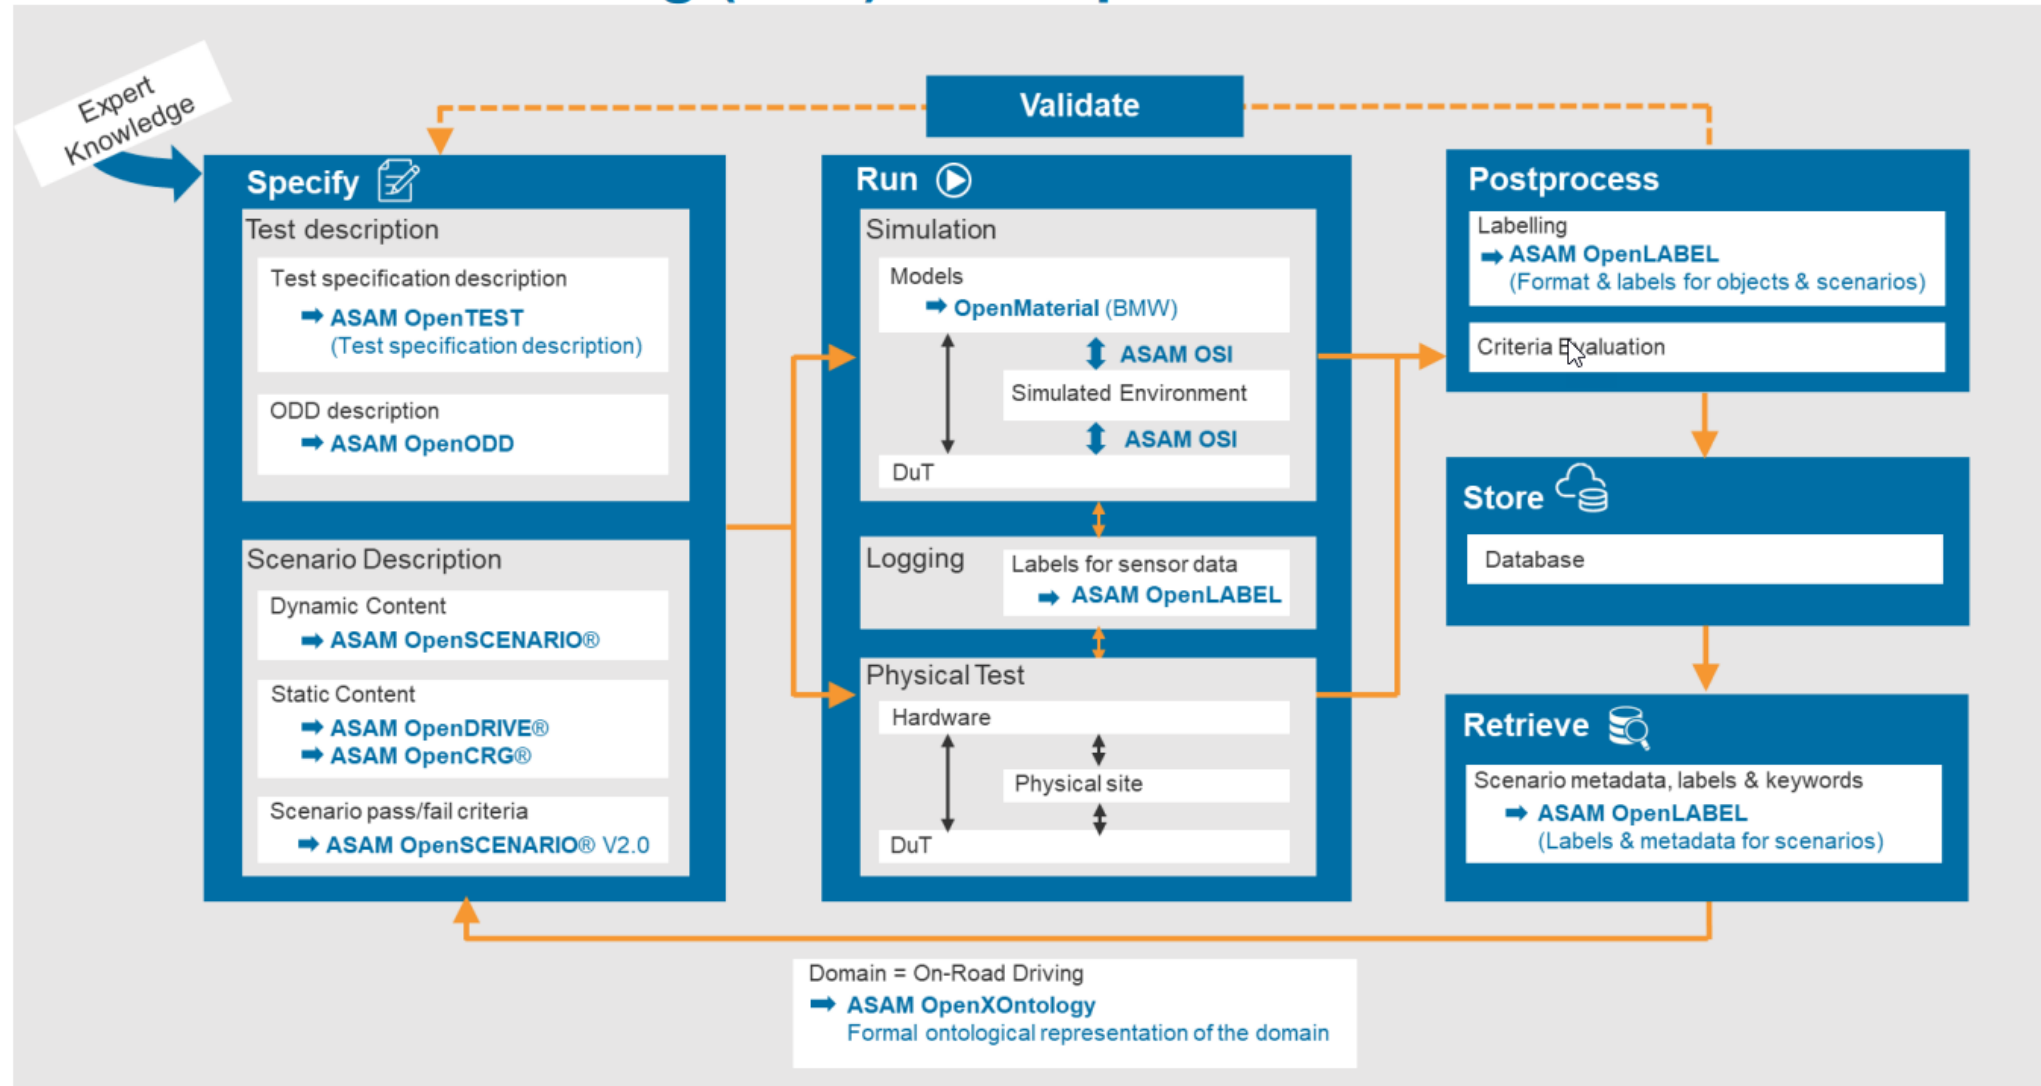 Expert
Knowledge
Validate
Specify
Test description
Test specification description
ASAM OpenTEST
(Test specification description)
ODD description
ASAM OpenODD
Scenario Description
Dynamic Content
ASAM OpenSCENARIO®
Static Content
ASAM OpenDRIVE®
ASAM OpenCRG®
Scenario pass/fail criteria
ASAM OpenSCENARIO® V2.0
Run
Simulation
Models
OpenMaterial (BMW)
ASAM OSI
Simulated Environment
ASAM OSI
DuT
Logging
Labels for sensor data
ASAM OpenLABEL
Physical Test
Hardware
Physical site
DuT
Postprocess
Labelling
ASAM OpenLABEL
(Format & labels for objects & scenarios)
Criteria Evaluation
Store
Database
Retrieve
Scenario metadata, labels & keywords
ASAM OpenLABEL
(Labels & metadata for scenarios)
Domain = On-Road Driving
ASAM OpenXOntology
Formal ontological representation of the domain